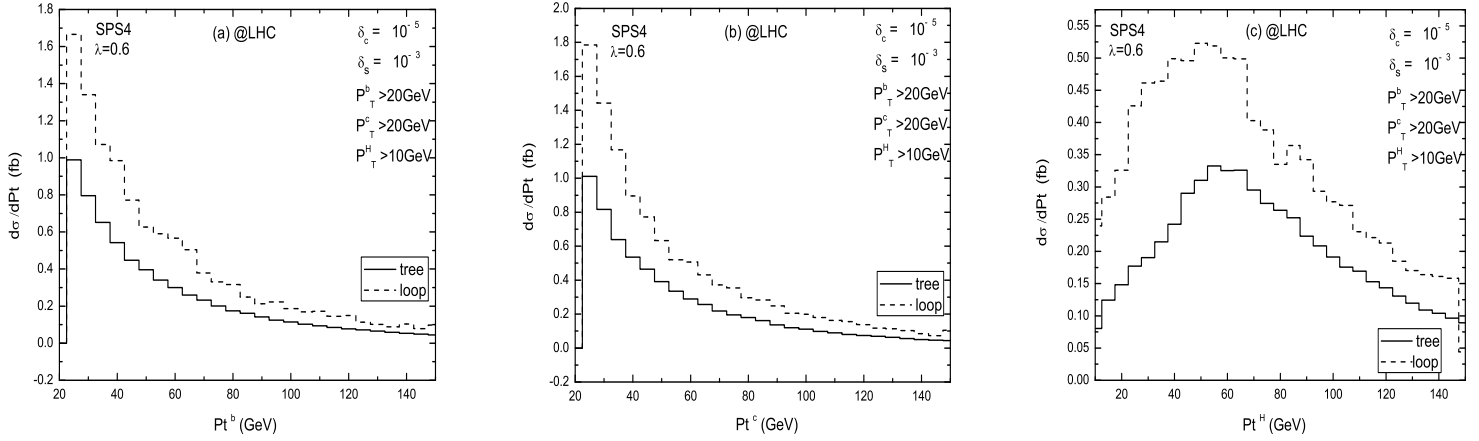 SPS4
λ=0.6
(a) @LHC
δc = 10-5
δs = 10-3
PbT >20GeV
PcT >20GeV
PHT >10GeV
tree
loop
dσ/dPt (fb)
1.8
1.6
1.4
1.2
1.0
0.8
0.6
0.4
0.2
0.0
-0.2
20 40 60 80 100 120 140
Pt b (GeV)
SPS4
λ=0.6
(b) @LHC
δc = 10-5
δs = 10-3
PbT >20GeV
PcT >20GeV
PHT >10GeV
tree
loop
dσ/dPt (fb)
2.0
1.8
1.6
1.4
1.2
1.0
0.8
0.6
0.4
0.2
0.0
-0.2
20 40 60 80 100 120 140
Pt c (GeV)
SPS4
λ=0.6
(c) @LHC
δc = 10-5
δs = 10-3
PbT >20GeV
PcT >20GeV
PHT >10GeV
tree
loop
dσ/dPt (fb)
0.55
0.50
0.45
0.40
0.35
0.30
0.25
0.20
0.15
0.10
0.05
0.00
20 40 60 80 100 120 140
Pt H (GeV)